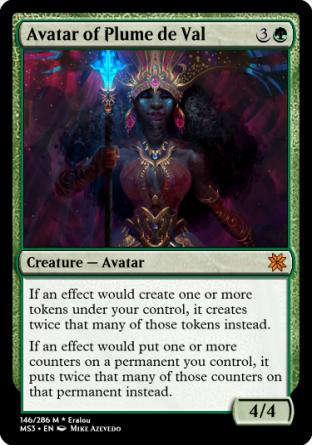 Avatar of Plume de Val 3
Creature — Avatar
If an effect would create one or more
tokens under your control, it creates
twice that many of those tokens instead.
If an effect would put one or more
counters on a permanent you control, it
puts twice that many of those counters on
that permanent instead.
4/4
146/286 M * Eralou
MS3 • EN Mike Azevedo